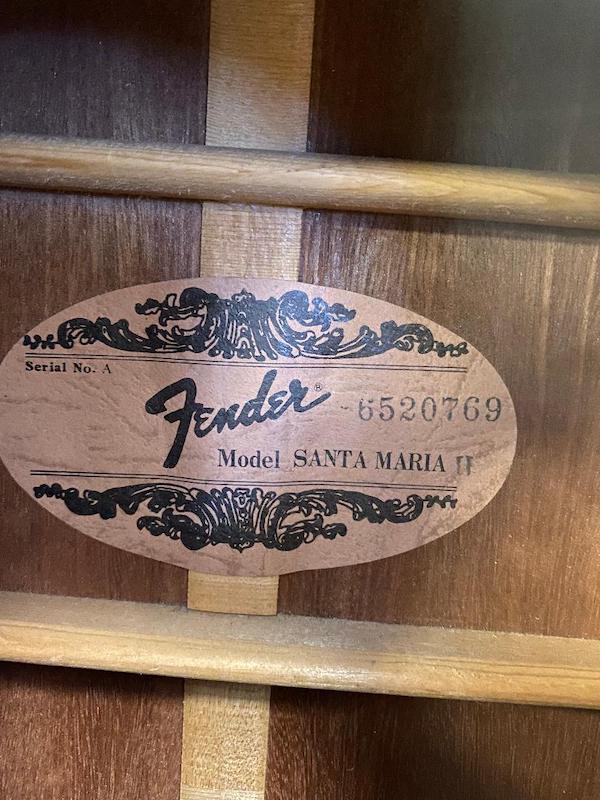 Serial No. A
Fender® -6520769
Model SANTA MARIA II